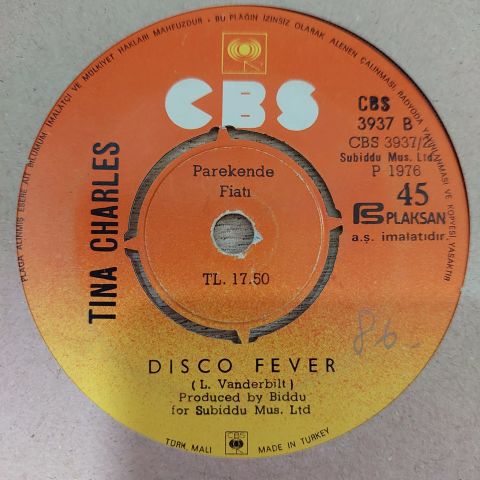 PLAĞA ALINMIŞ ESERE AİT BİLUMUM İMALATÇI ve MÜLKİYET HAKLARI MAHFUZDUR • BU PLAĞIN İZİNSİZ OLARAK ALENEN ÇALINMASI, RADYODA YAYINLANMASI VE KOPYESİ YASAKTIR
CBS
CBS
3937 B
CBS 3937/2
Subiddu Mus. Ltd.
P 1976
45
PLAKSAN
a.ş. imalatıdır.
TINA CHARLES
Parekende
Fiatı
TL. 17.50
86
DISCO FEVER
(L. Vanderbilt)
Produced by Biddu
for Subiddu Mus. Ltd
TÜRK MALI
CBS
MADE IN TURKEY